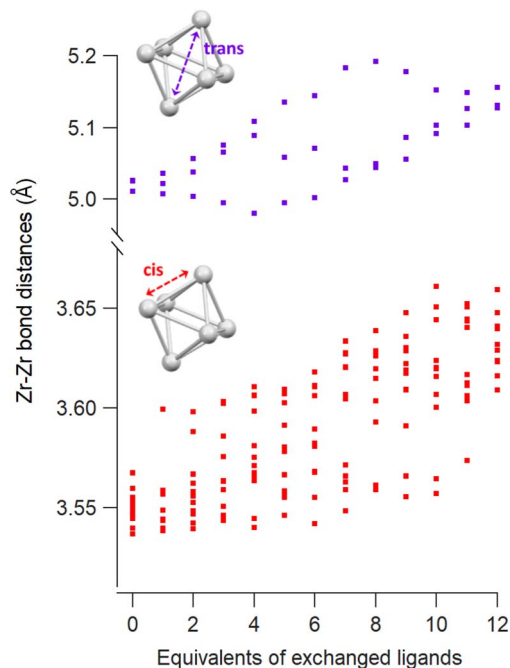 trans
5.2
5.1
5.0
Zr-Zr bond distances (Å)
cis
3.65
3.60
3.55
0 2 4 6 8 10 12
Equivalents of exchanged ligands